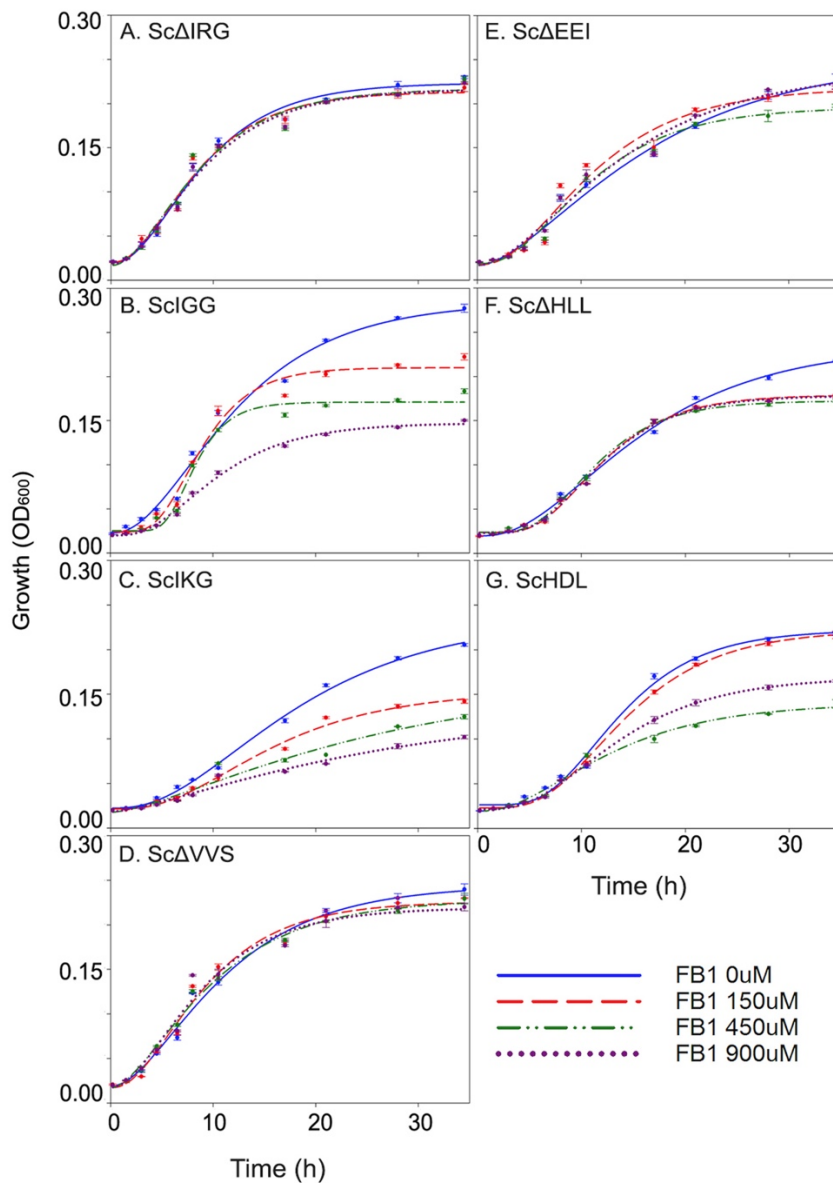 A. ScΔIRG
0.15
0.00
E. ScΔEEI
0.30
B. ScIGG
0.15
0.00
F. ScΔHLL
Growth (OD600)
0.30
C. ScIKG
0.15
0.00
G. ScHDL
0 10 20 30
Time (h)
0.30
D. ScΔVVS
0.15
0.00
0 10 20 30
Time (h)
FB1 0uM
FB1 150uM
FB1 450uM
FB1 900uM